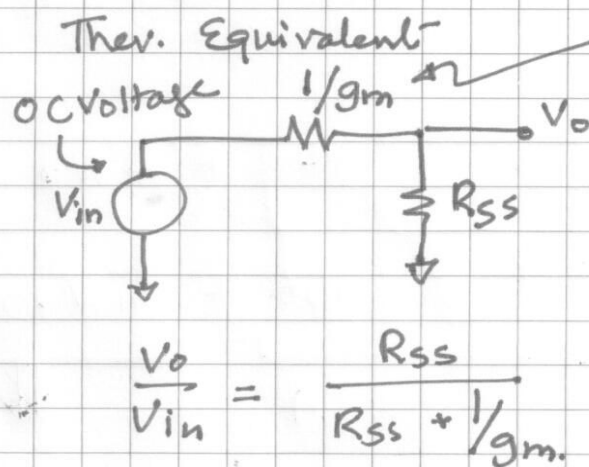 Thev. Equivalent
OC Voltage
1/gm
Vo
Vin
Rss
Vo/Vin = Rss/(Rss + 1/gm.)